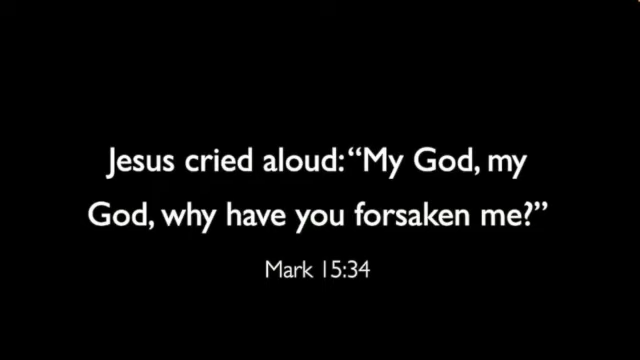 Jesus cried aloud: “My God, my
God, why have you forsaken me?”
Mark 15:34